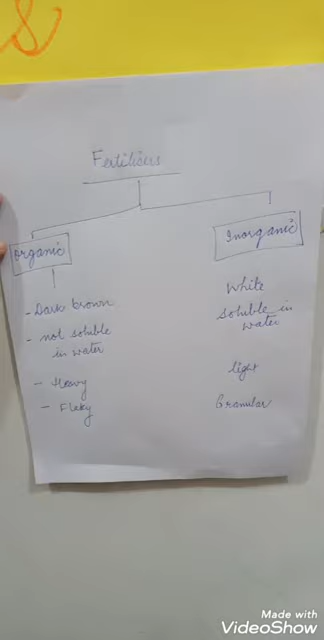 Fertilizers
Organic
Inorganic
- Dark brown
- not soluble
in water
- Heavy
- Flaky
White
soluble in
water
light
Granular
Made with
VideoShow